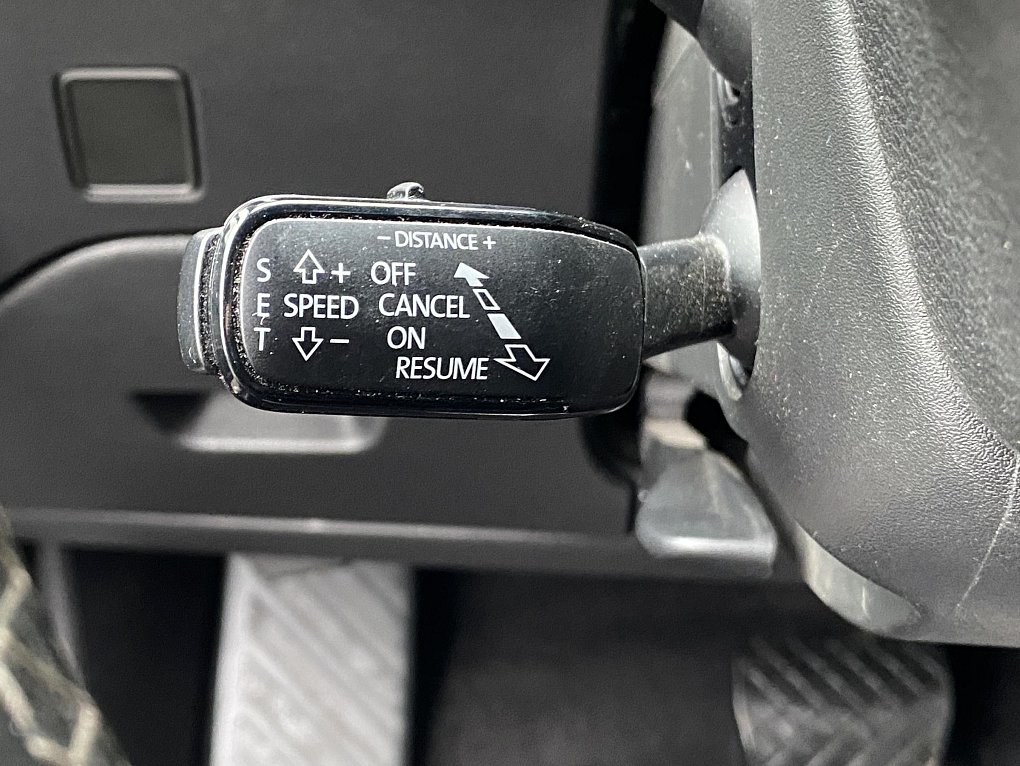 – DISTANCE +
S + OFF
E SPEED CANCEL
T – ON
RESUME